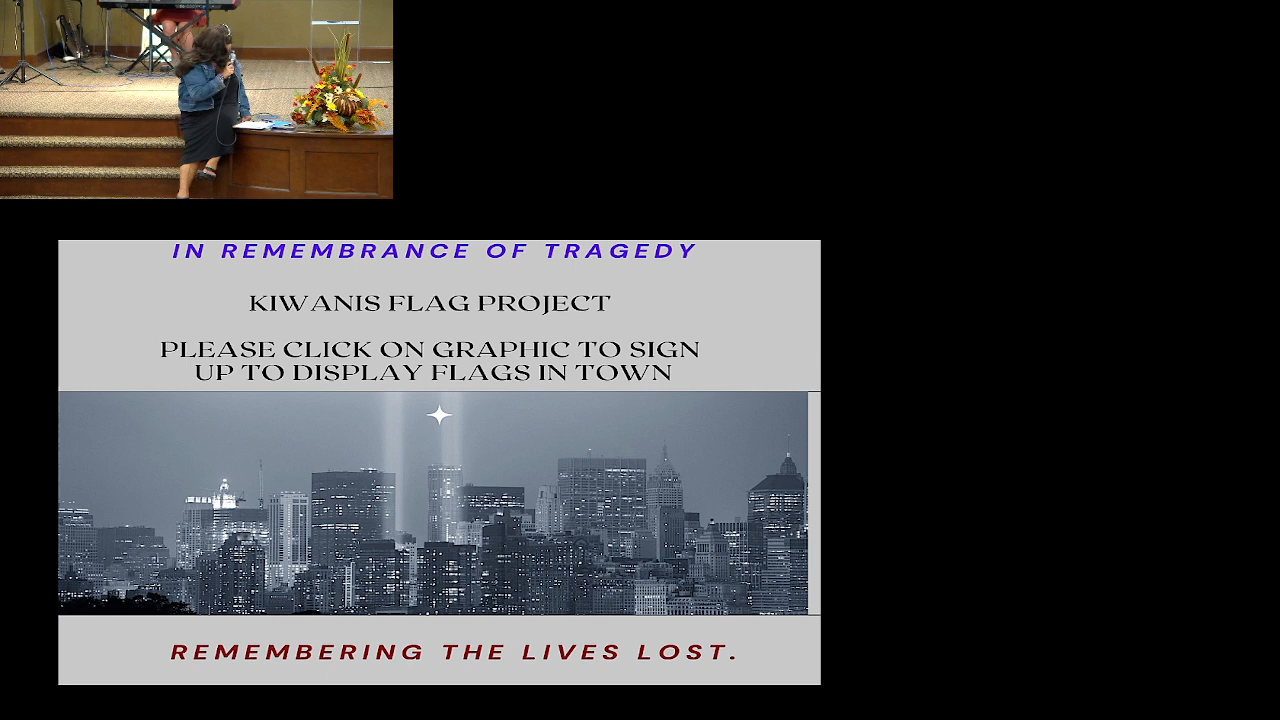 IN REMEMBRANCE OF TRAGEDY
KIWANIS FLAG PROJECT
PLEASE CLICK ON GRAPHIC TO SIGN
UP TO DISPLAY FLAGS IN TOWN
REMEMBERING THE LIVES LOST.